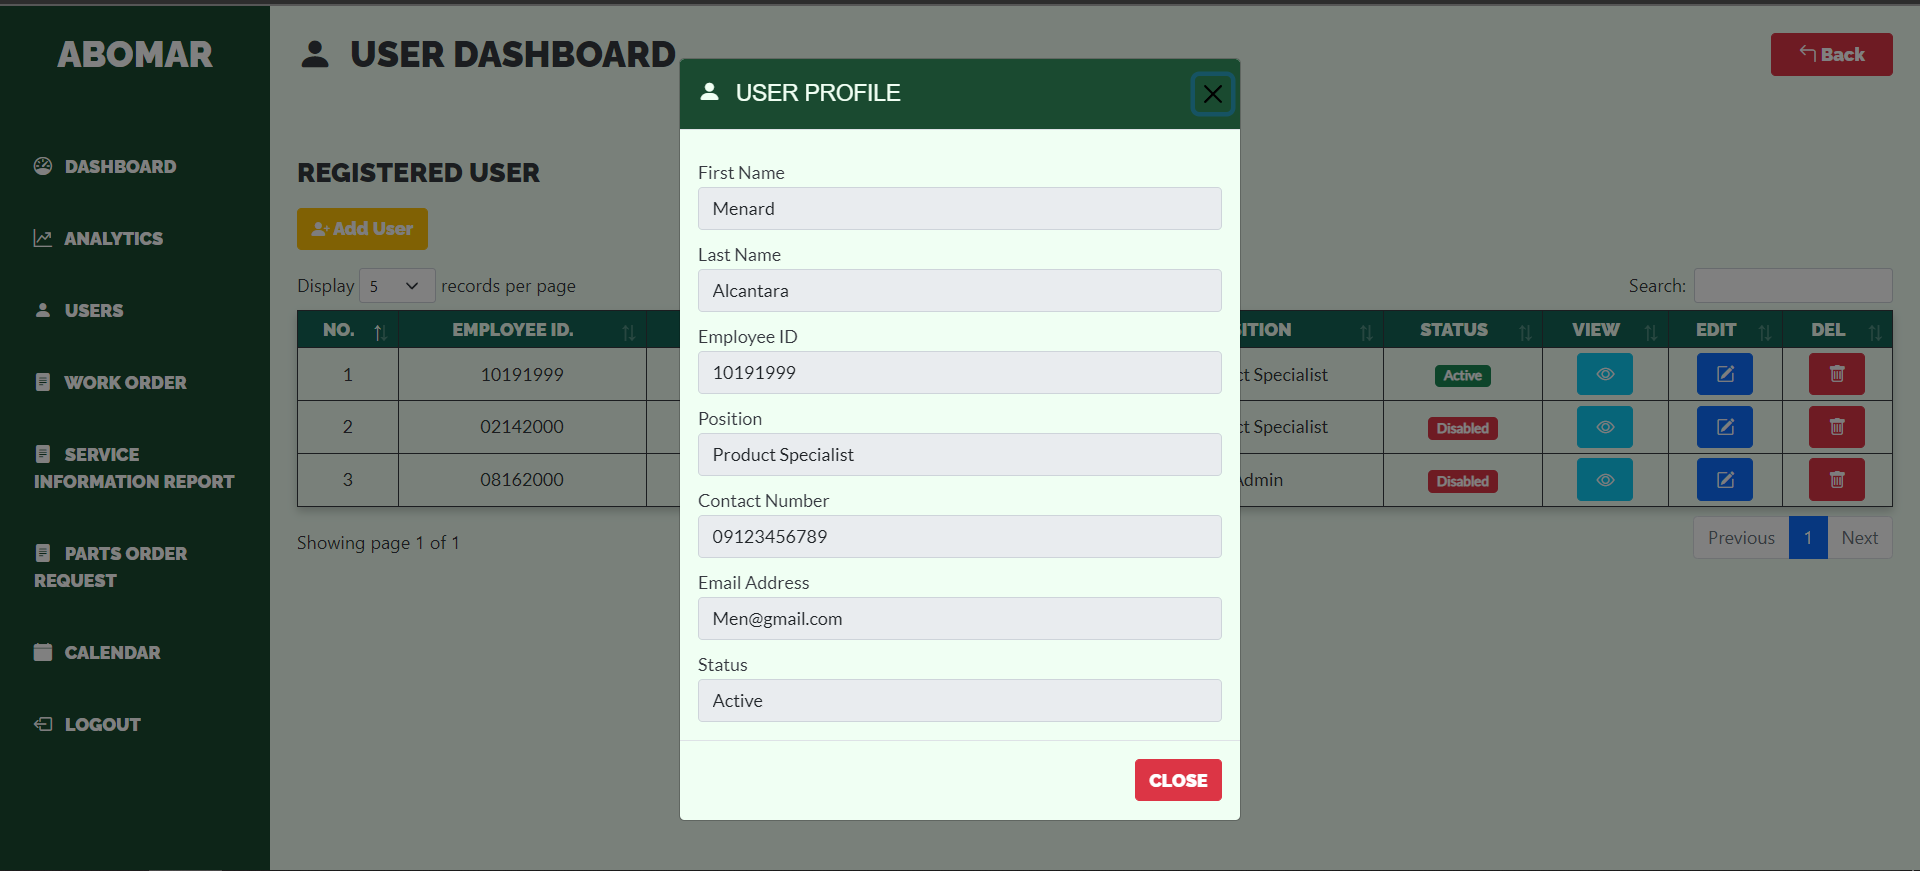 ABOMAR
DASHBOARD
ANALYTICS
USERS
WORK ORDER
SERVICE
INFORMATION REPORT
PARTS ORDER
REQUEST
CALENDAR
LOGOUT
USER DASHBOARD
Back
REGISTERED USER
Add User
Display 5 records per page
Search:
NO. EMPLOYEE ID. STATUS VIEW EDIT DEL
1 10191999 Specialist Active
2 02142000 Specialist Disabled
3 08162000 Admin Disabled
Showing page 1 of 1
Previous 1 Next
USER PROFILE
First Name
Menard
Last Name
Alcantara
Employee ID
10191999
Position
Product Specialist
Contact Number
09123456789
Email Address
Men@gmail.com
Status
Active
CLOSE